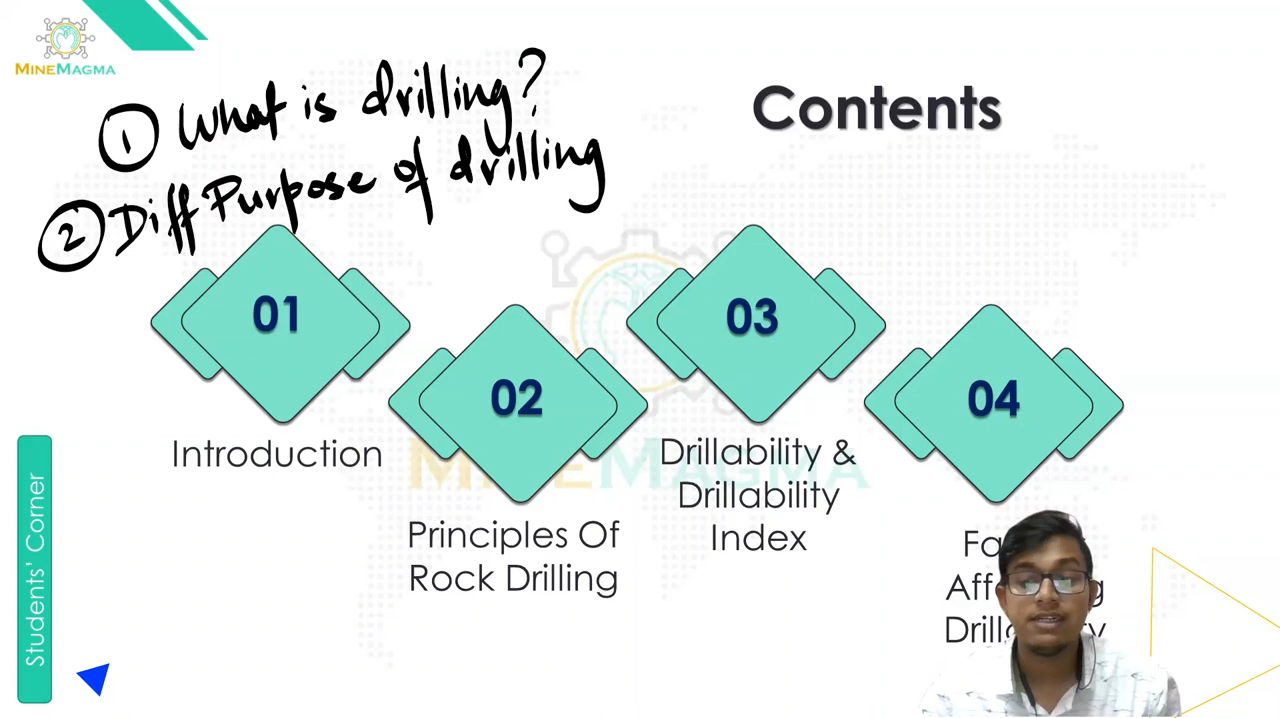 MINEMAGMA
① What is drilling?
② Diff Purpose of drilling
Contents
01
Introduction
02
Principles Of
Rock Drilling
03
Drillability &
Drillability
Index
04
MINEMAGMA
Students' Corner